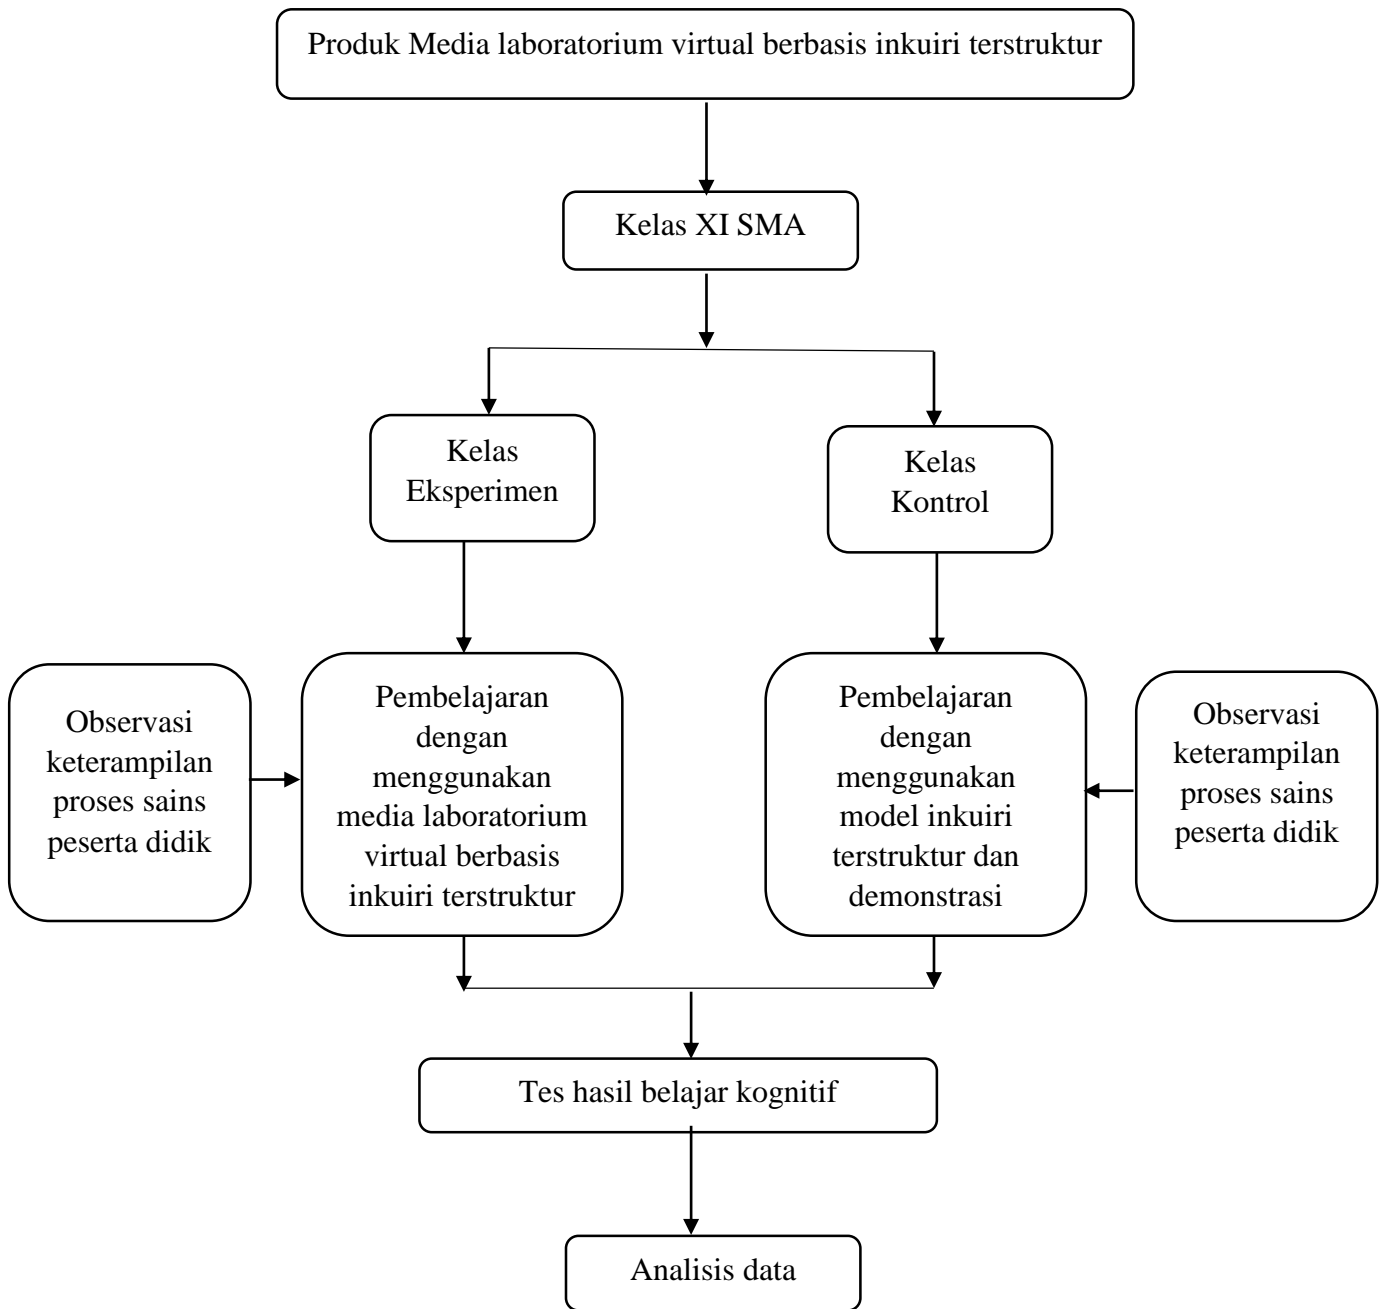 Produk Media laboratorium virtual berbasis inkuiri terstruktur
Kelas XI SMA
Kelas
Eksperimen
Kelas
Kontrol
Observasi
keterampilan
proses sains
peserta didik
Pembelajaran
dengan
menggunakan
media laboratorium
virtual berbasis
inkuiri terstruktur
Pembelajaran
dengan
menggunakan
model inkuiri
terstruktur dan
demonstrasi
Observasi
keterampilan
proses sains
peserta didik
Tes hasil belajar kognitif
Analisis data